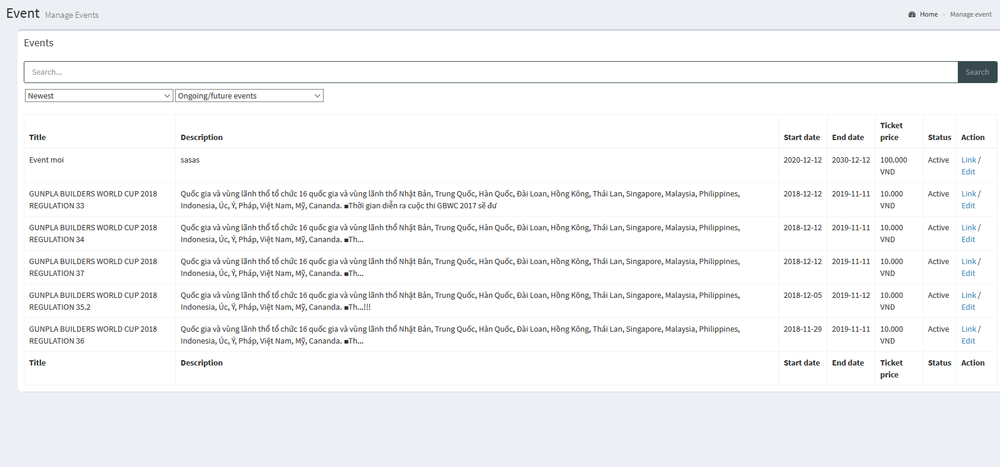 Event Manage Events
Home > Manage event
Events
Search...
Search
Newest
Ongoing/future events
Title Description Start date End date Ticket price Status Action
Event moi sasas 2020-12-12 2030-12-12 100.000 VND Active Link / Edit
GUNPLA BUILDERS WORLD CUP 2018 Quốc gia và vùng lãnh thổ tổ chức 16 quốc gia và vùng lãnh thổ Nhật Bản, Trung Quốc, Hàn Quốc, Đài Loan, Hồng Kông, Thái Lan, Singapore, Malaysia, Philippines, 2018-12-12 2019-11-11 10.000 Active Link /
REGULATION 33 Indonesia, Úc, Ý, Pháp, Việt Nam, Mỹ, Cananda. ■Thời gian diễn ra cuộc thi GBWC 2017 sẽ đư VND Edit
GUNPLA BUILDERS WORLD CUP 2018 Quốc gia và vùng lãnh thổ tổ chức 16 quốc gia và vùng lãnh thổ Nhật Bản, Trung Quốc, Hàn Quốc, Đài Loan, Hồng Kông, Thái Lan, Singapore, Malaysia, Philippines, 2018-12-12 2019-11-11 10.000 Active Link /
REGULATION 34 Indonesia, Úc, Ý, Pháp, Việt Nam, Mỹ, Cananda. ■Th... VND Edit
GUNPLA BUILDERS WORLD CUP 2018 Quốc gia và vùng lãnh thổ tổ chức 16 quốc gia và vùng lãnh thổ Nhật Bản, Trung Quốc, Hàn Quốc, Đài Loan, Hồng Kông, Thái Lan, Singapore, Malaysia, Philippines, 2018-12-12 2019-11-11 10.000 Active Link /
REGULATION 37 Indonesia, Úc, Ý, Pháp, Việt Nam, Mỹ, Cananda. ■Th... VND Edit
GUNPLA BUILDERS WORLD CUP 2018 Quốc gia và vùng lãnh thổ tổ chức 16 quốc gia và vùng lãnh thổ Nhật Bản, Trung Quốc, Hàn Quốc, Đài Loan, Hồng Kông, Thái Lan, Singapore, Malaysia, Philippines, 2018-12-05 2019-11-12 10.000 Active Link /
REGULATION 35.2 Indonesia, Úc, Ý, Pháp, Việt Nam, Mỹ, Cananda. ■Th...!!! VND Edit
GUNPLA BUILDERS WORLD CUP 2018 Quốc gia và vùng lãnh thổ tổ chức 16 quốc gia và vùng lãnh thổ Nhật Bản, Trung Quốc, Hàn Quốc, Đài Loan, Hồng Kông, Thái Lan, Singapore, Malaysia, Philippines, 2018-11-29 2019-11-11 10.000 Active Link /
REGULATION 36 Indonesia, Úc, Ý, Pháp, Việt Nam, Mỹ, Cananda. ■Th... VND Edit
Title Description Start date End date Ticket price Status Action